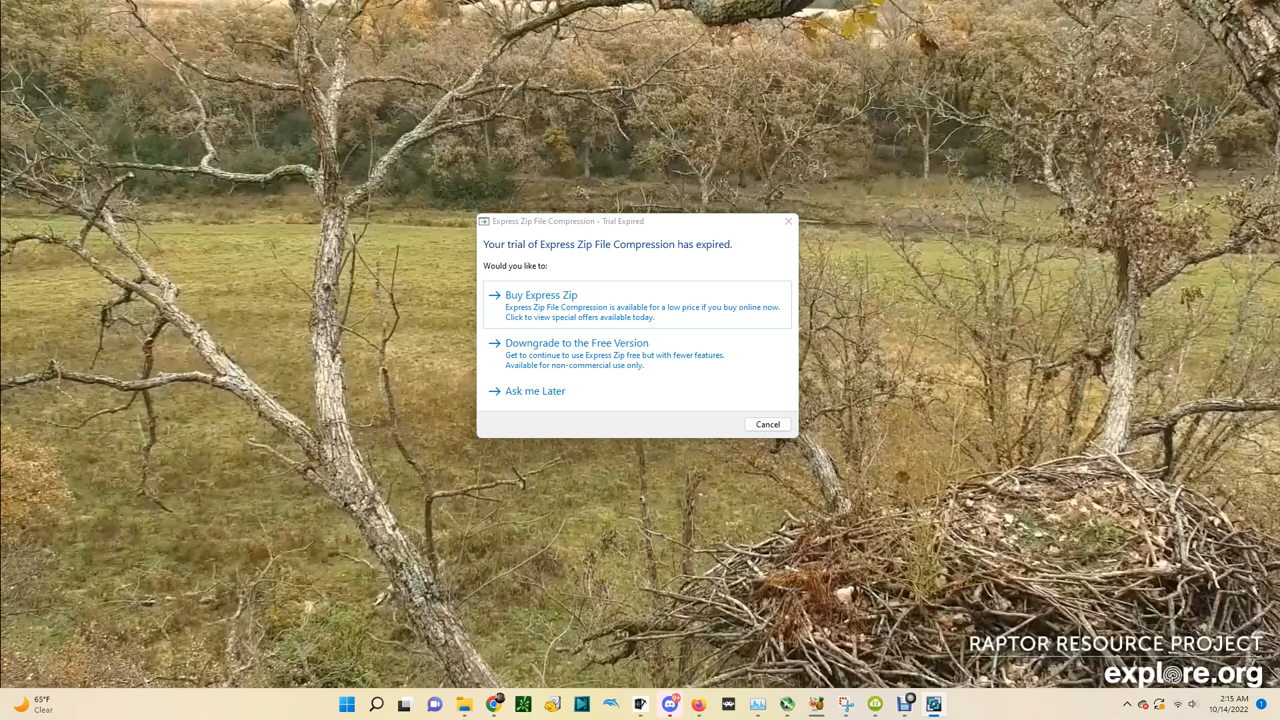 Express Zip File Compression - Trial Expired
Your trial of Express Zip File Compression has expired.
Would you like to:
Buy Express Zip
Express Zip File Compression is available for a low price if you buy online now.
Click to view special offers available today.
Downgrade to the Free Version
Get to continue to use Express Zip free but with fewer features.
Available for non-commercial use only.
Ask me Later
Cancel
RAPTOR RESOURCE PROJECT
explore.org
65°F
Clear
9+
2:15 AM
10/14/2022
1